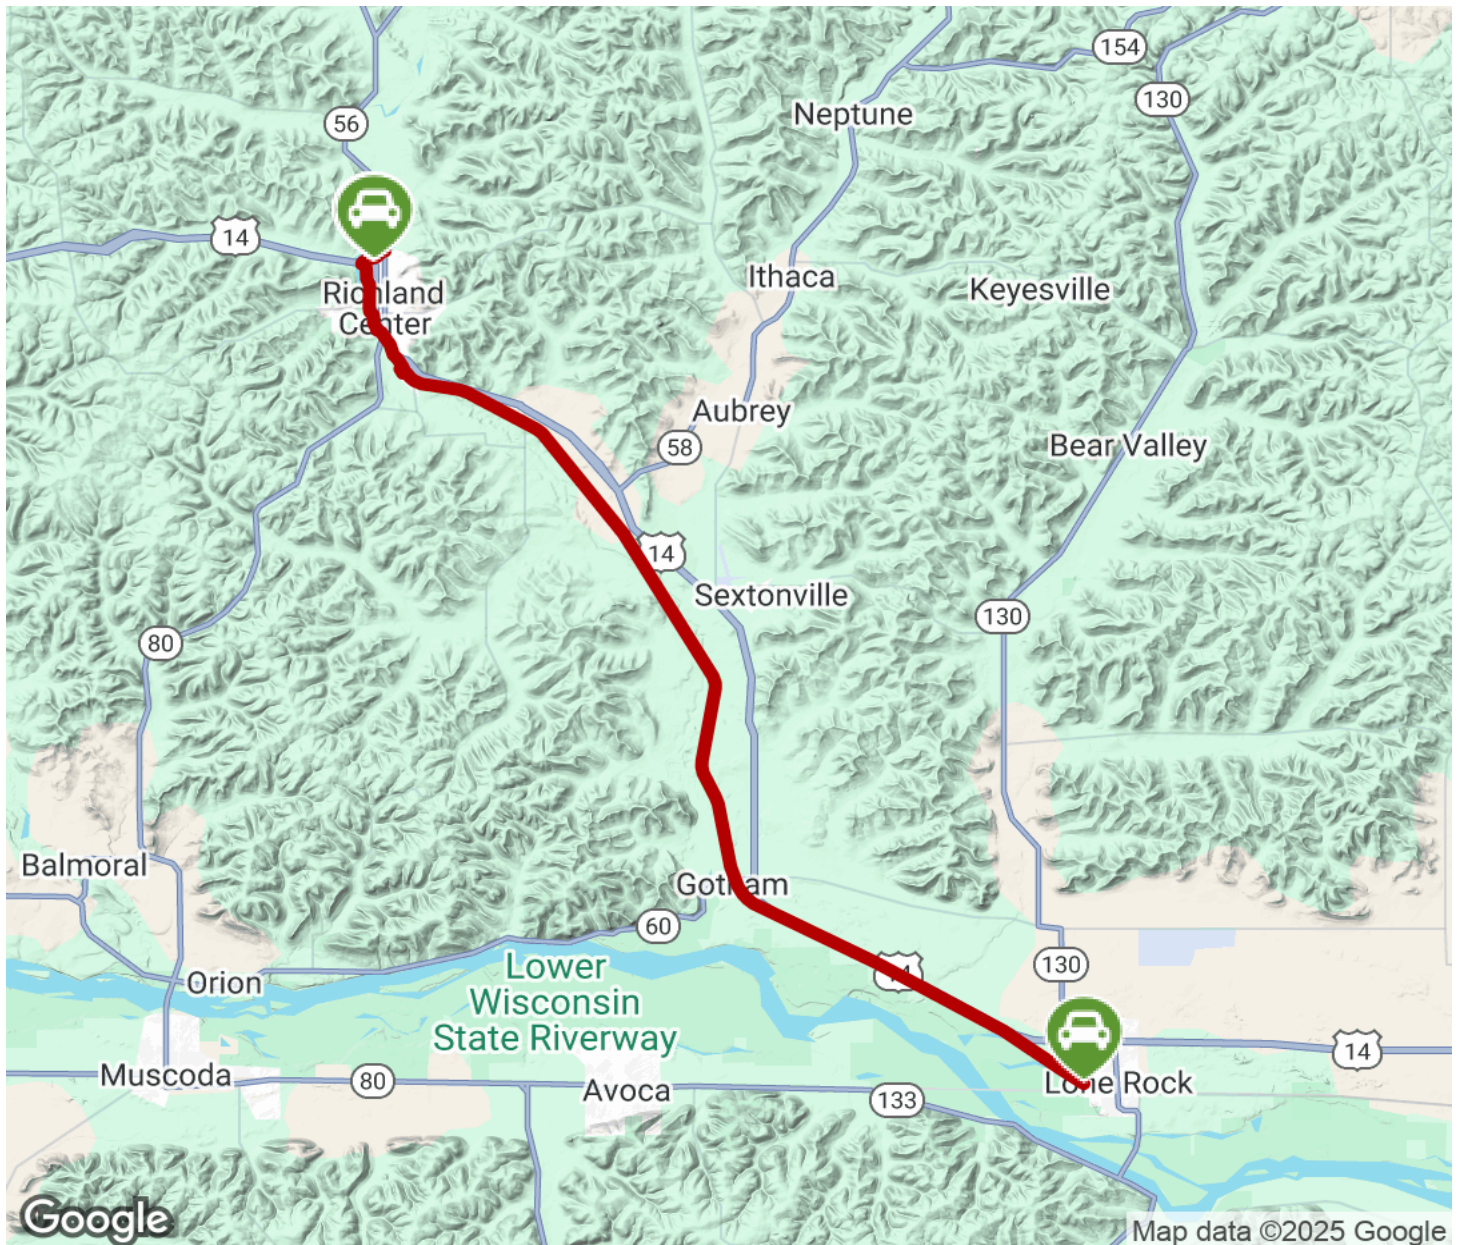 154
130
56
Neptune
14
Ithaca
Keyesville
Richland
Center
Aubrey
58
Bear Valley
14
Sextonville
130
80
Balmoral
Gotham
60
130
Lower
Wisconsin
State Riverway
14
Orion
14
Muscoda
80
Avoca
133
Lone Rock
Google
Map data ©2025 Google